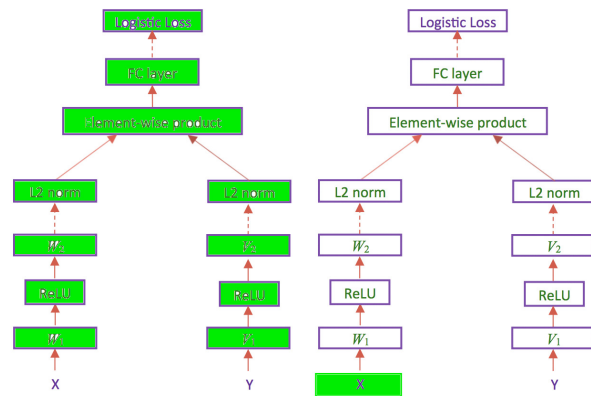 Logistic Loss
FC layer
Element-wise product
L2 norm L2 norm
W2 V2
ReLU ReLU
W1 V1
X Y
Logistic Loss
FC layer
Element-wise product
L2 norm L2 norm
W2 V2
ReLU ReLU
W1 V1
X Y